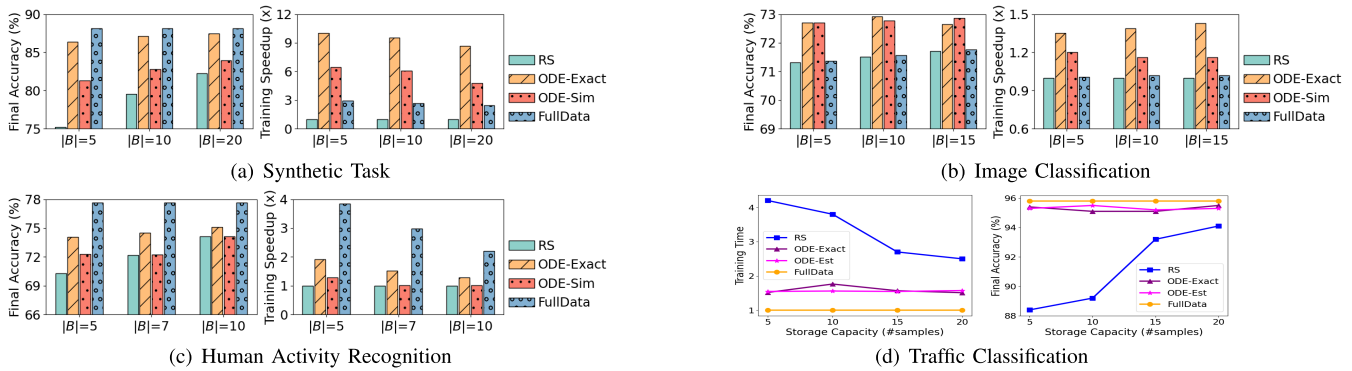 Final Accuracy (%)
90
85
80
75
|B|=5 |B|=10 |B|=20
Training Speedup (x)
12
9
6
3
0
|B|=5 |B|=10 |B|=20
RS
ODE-Exact
ODE-Sim
FullData
(a) Synthetic Task
Final Accuracy (%)
73
72
71
70
69
|B|=5 |B|=10 |B|=15
Training Speedup (x)
1.5
1.2
0.9
0.6
|B|=5 |B|=10 |B|=15
RS
ODE-Exact
ODE-Sim
FullData
(b) Image Classification
Final Accuracy (%)
78
75
72
69
66
|B|=5 |B|=7 |B|=10
Training Speedup (x)
4
3
2
1
0
|B|=5 |B|=7 |B|=10
RS
ODE-Exact
ODE-Sim
FullData
(c) Human Activity Recognition
Training Time
4
3
2
1
RS
ODE-Exact
ODE-Est
FullData
5 10 15 20
Storage Capacity (#samples)
Final Accuracy (%)
96
94
92
90
88
RS
ODE-Exact
ODE-Est
FullData
5 10 15 20
Storage Capacity (#samples)
(d) Traffic Classification